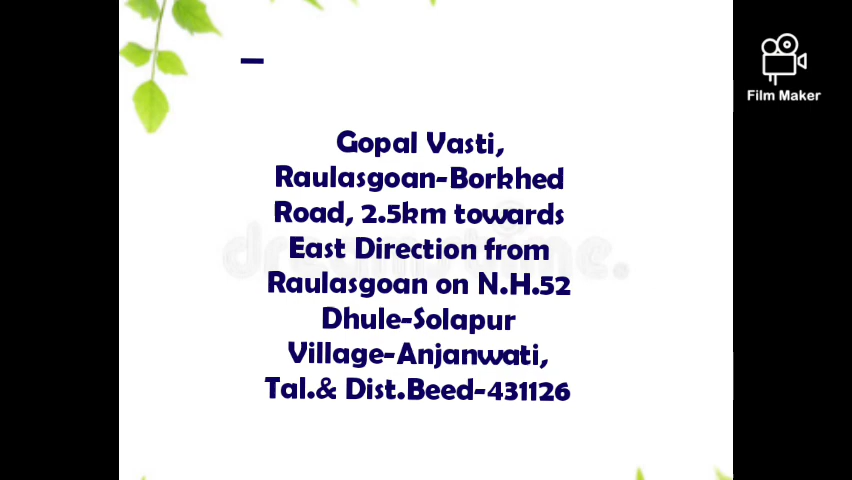 Film Maker
–
Gopal Vasti,
Raulasgoan-Borkhed
Road, 2.5km towards
East Direction from
Raulasgoan on N.H.52
Dhule-Solapur
Village-Anjanwati,
Tal.& Dist.Beed-431126
dreamstime.